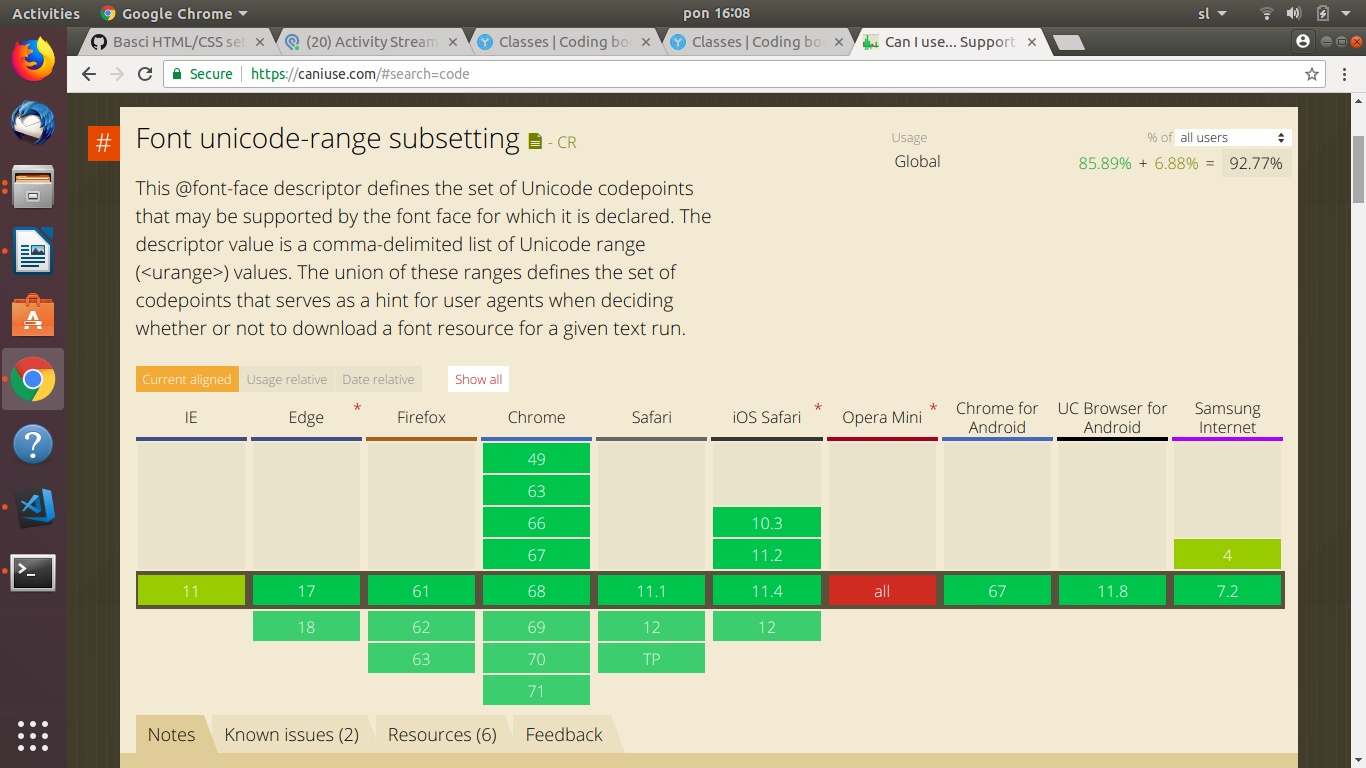 Activities Google Chrome pon 16:08 sl
Basci HTML/CSS set (20) Activity Stream Classes | Coding boo Classes | Coding boo Can I use... Support
Secure https://caniuse.com/#search=code
# Font unicode-range subsetting - CR
Usage % of all users
Global 85.89% + 6.88% = 92.77%
This @font-face descriptor defines the set of Unicode codepoints
that may be supported by the font face for which it is declared. The
descriptor value is a comma-delimited list of Unicode range
(<urange>) values. The union of these ranges defines the set of
codepoints that serves as a hint for user agents when deciding
whether or not to download a font resource for a given text run.
Current aligned Usage relative Date relative Show all
IE Edge * Firefox Chrome Safari iOS Safari * Opera Mini * Chrome for Android UC Browser for Android Samsung Internet
49
63
66 10.3
67 11.2 4
11 17 61 68 11.1 11.4 all 67 11.8 7.2
18 62 69 12 12
63 70 TP
71
Notes Known issues (2) Resources (6) Feedback